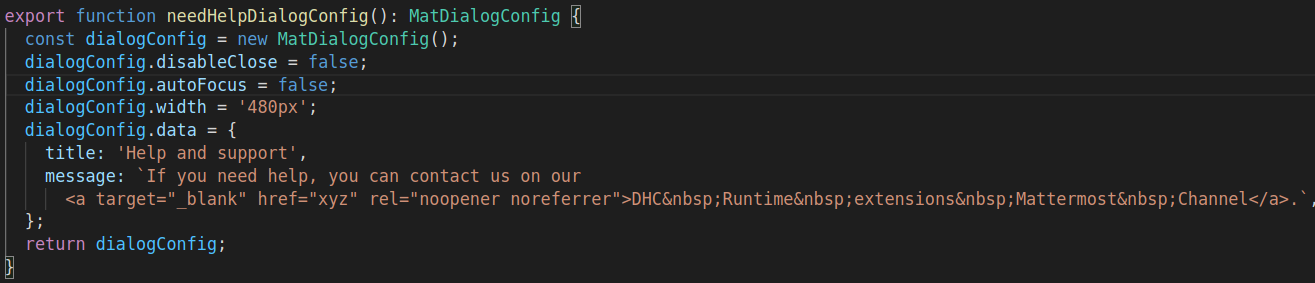 export function needHelpDialogConfig(): MatDialogConfig {
  const dialogConfig = new MatDialogConfig();
  dialogConfig.disableClose = false;
  dialogConfig.autoFocus = false;
  dialogConfig.width = '480px';
  dialogConfig.data = {
    title: 'Help and support',
    message: `If you need help, you can contact us on our
      <a target="_blank" href="xyz" rel="noopener noreferrer">DHC&nbsp;Runtime&nbsp;extensions&nbsp;Mattermost&nbsp;Channel</a>.`,
  };
  return dialogConfig;
}